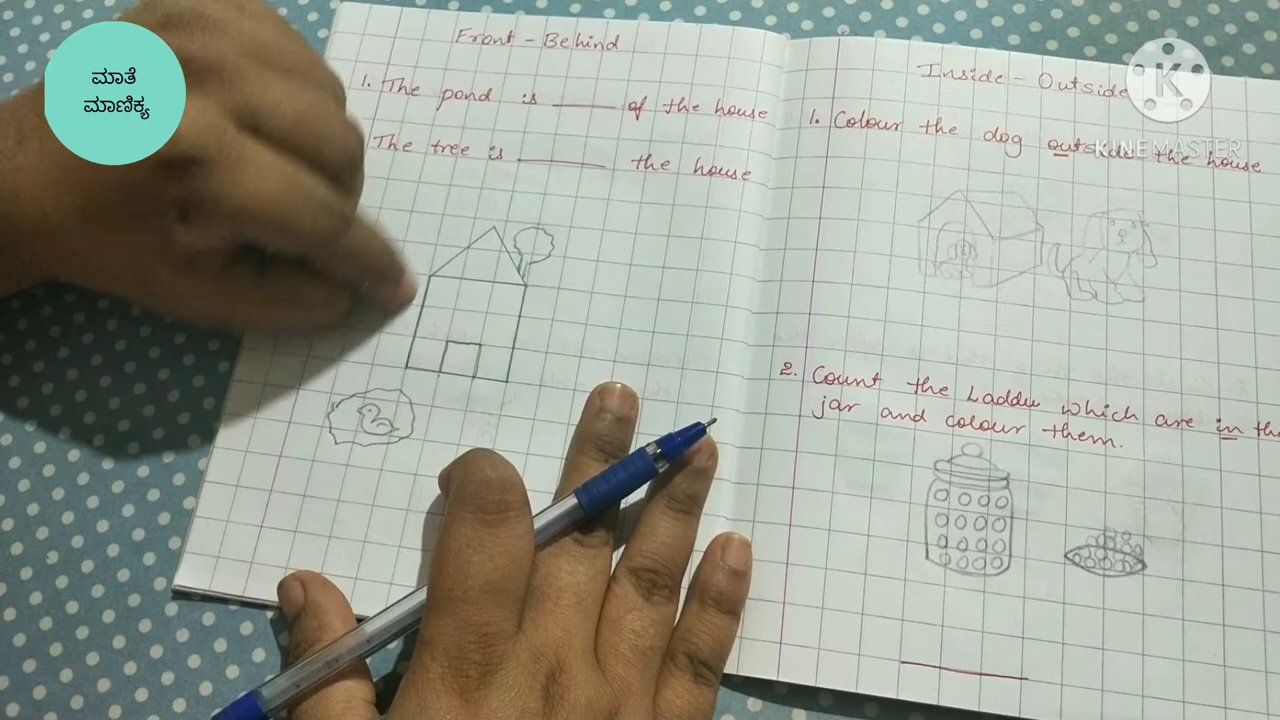 ಮಾತೆ
ಮಾಣಿಕ್ಯ
Front - Behind
1. The pond is ______ of the house
The tree is ________ the house
Inside - Outside
1. Colour the dog outside the house
2. Count the Laddu which are in the
jar and colour them.
K
KINEMASTER